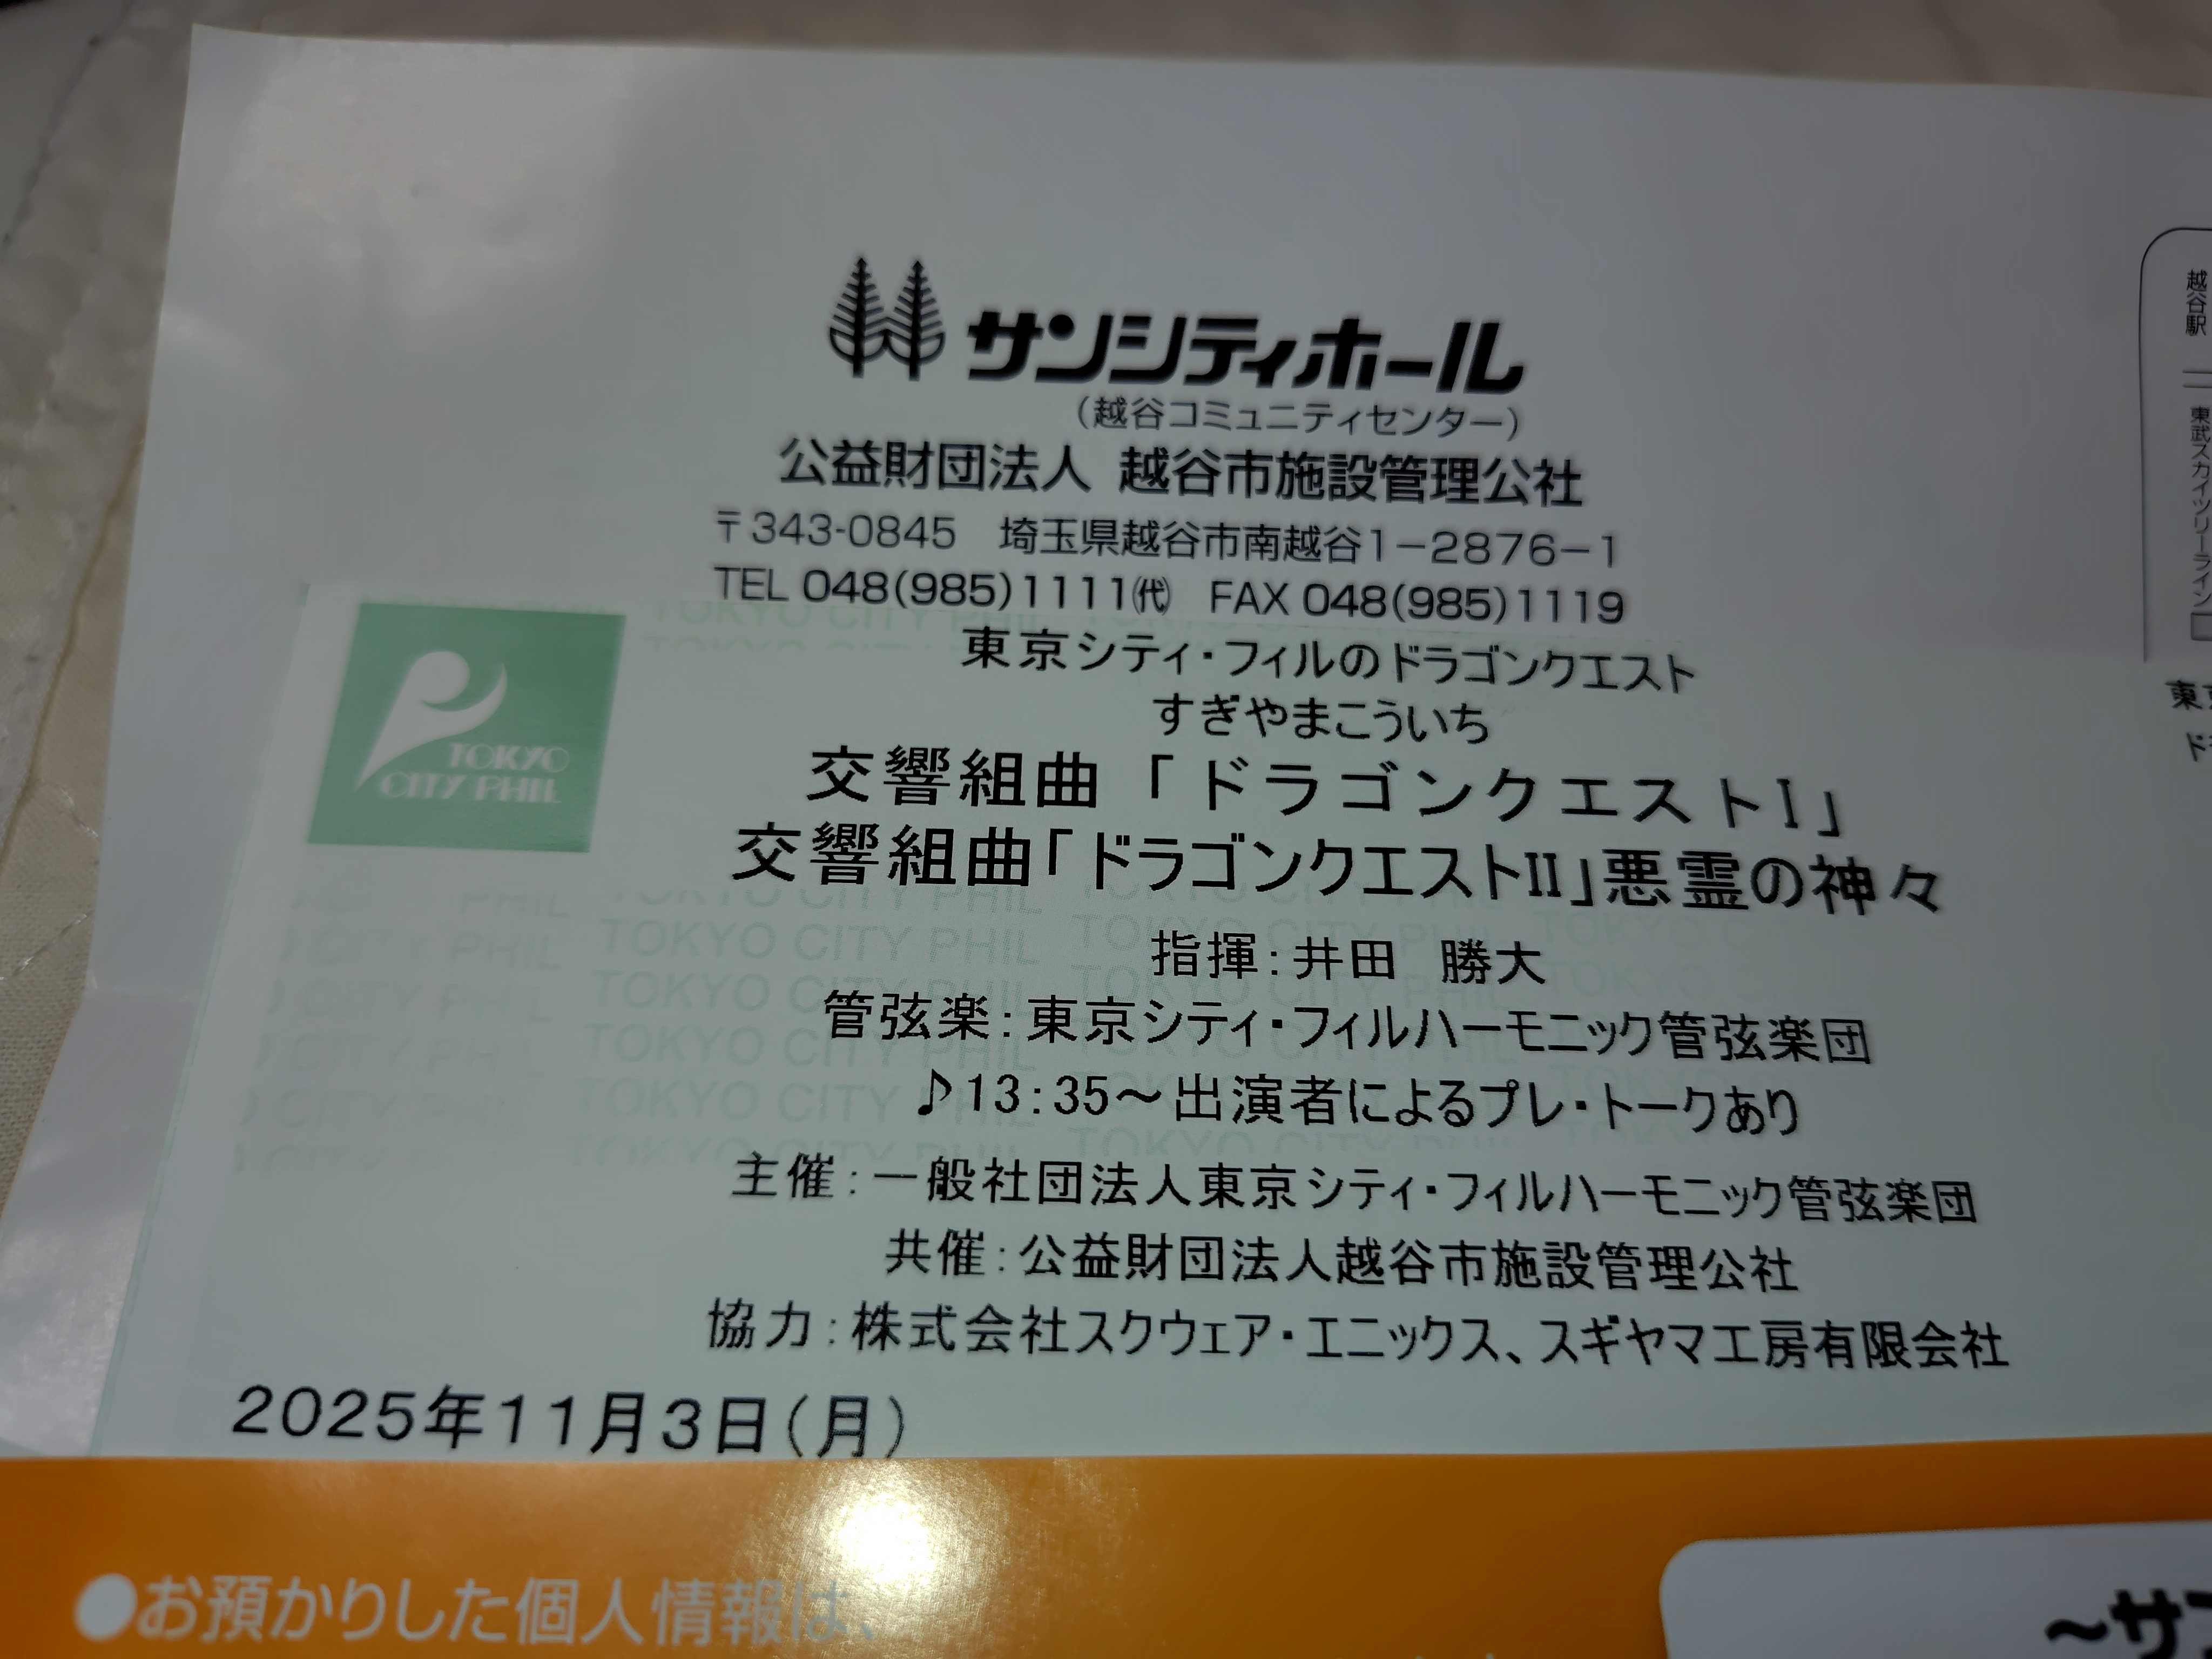 サンシティホール
(越谷コミュニティセンター)
公益財団法人 越谷市施設管理公社
〒343-0845 埼玉県越谷市南越谷1−2876−1
TEL 048(985)1111㈹ FAX 048(985)1119
東京シティ・フィルのドラゴンクエスト
すぎやまこういち
交響組曲「ドラゴンクエストⅠ」
交響組曲「ドラゴンクエストⅡ」悪霊の神々
指揮:井田 勝大
管弦楽:東京シティ・フィルハーモニック管弦楽団
♪13:35〜出演者によるプレ・トークあり
主催:一般社団法人東京シティ・フィルハーモニック管弦楽団
共催:公益財団法人越谷市施設管理公社
協力:株式会社スクウェア・エニックス、スギヤマ工房有限会社
2025年11月3日(月)
TOKYO
CITY PHIL
TOKYO CITY PHIL
TOKYO CITY PHIL
TOKYO CITY PHIL
TOKYO CITY PHIL
越谷駅
東武スカイツリーライン
●お預かりした個人情報は、
〜サ